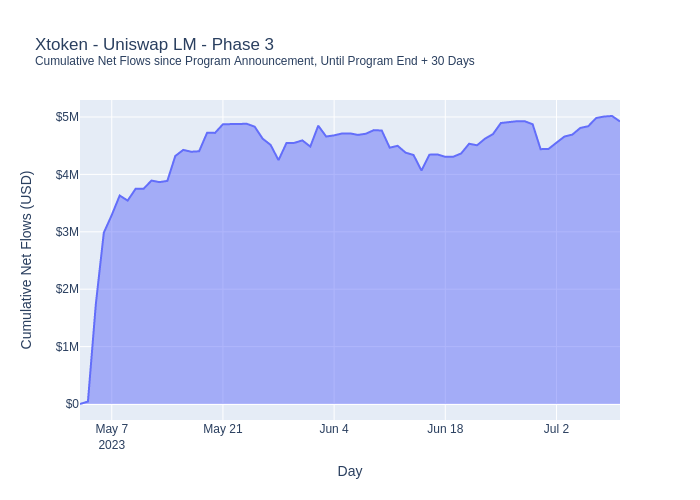 Xtoken - Uniswap LM - Phase 3
Cumulative Net Flows since Program Announcement, Until Program End + 30 Days
Cumulative Net Flows (USD)
$5M
$4M
$3M
$2M
$1M
$0
May 7
2023
May 21
Jun 4
Jun 18
Jul 2
Day